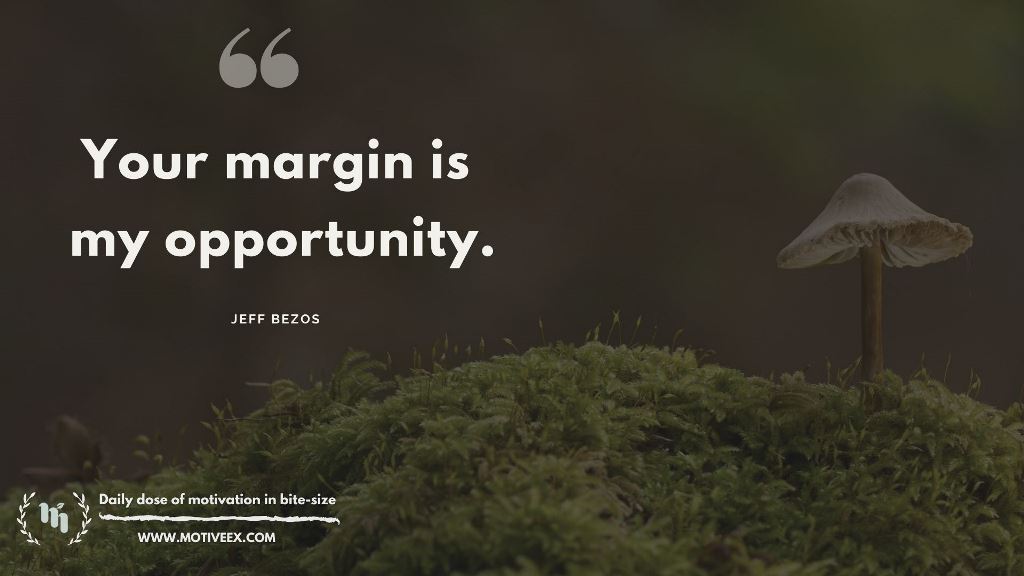 “
Your margin is
my opportunity.
JEFF BEZOS
Daily dose of motivation in bite-size
WWW.MOTIVEEX.COM